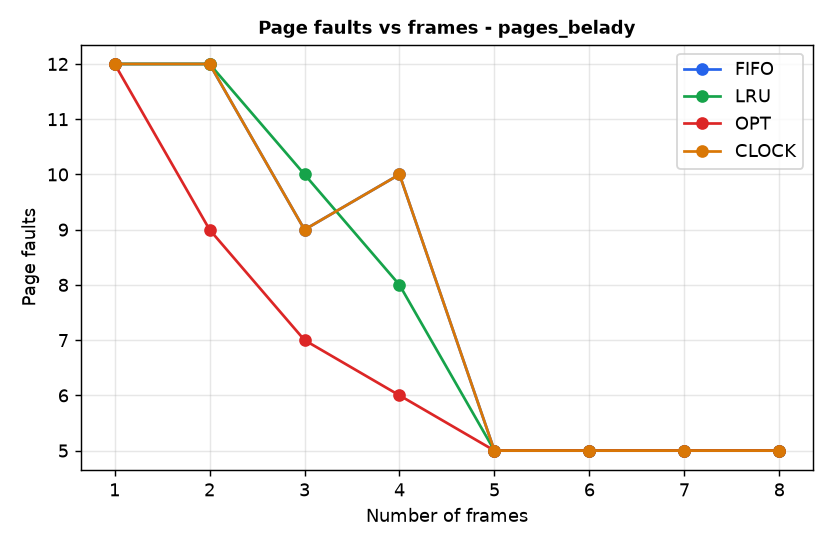 Page faults vs frames - pages_belady
Page faults
12
11
10
9
8
7
6
5
1 2 3 4 5 6 7 8
Number of frames
FIFO
LRU
OPT
CLOCK